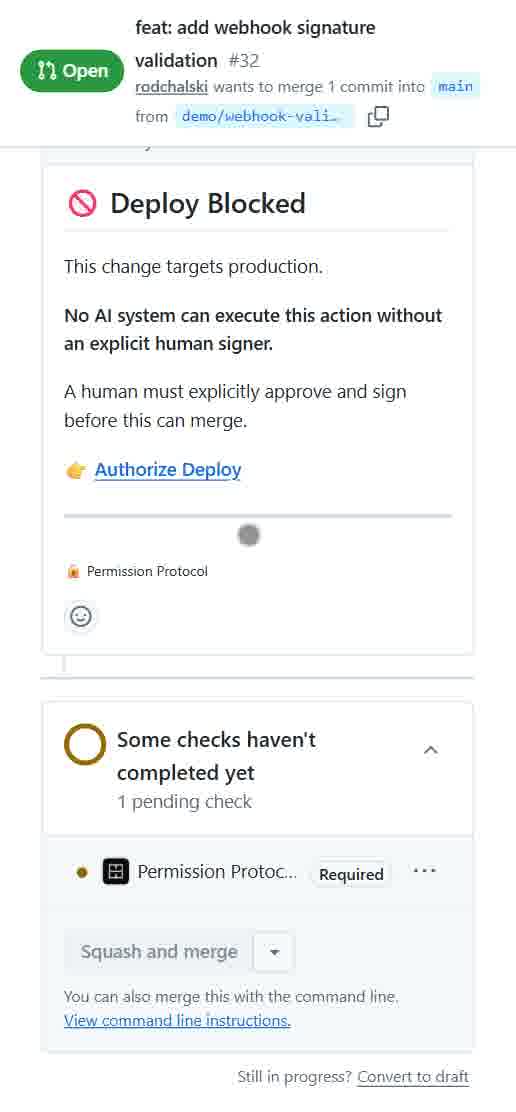 feat: add webhook signature
Open
validation #32
rodchalski wants to merge 1 commit into main
from demo/webhook-vali…
Deploy Blocked
This change targets production.
No AI system can execute this action without
an explicit human signer.
A human must explicitly approve and sign
before this can merge.
Authorize Deploy
Permission Protocol
Some checks haven't
completed yet
1 pending check
Permission Protoc... Required
Squash and merge
You can also merge this with the command line.
View command line instructions.
Still in progress? Convert to draft